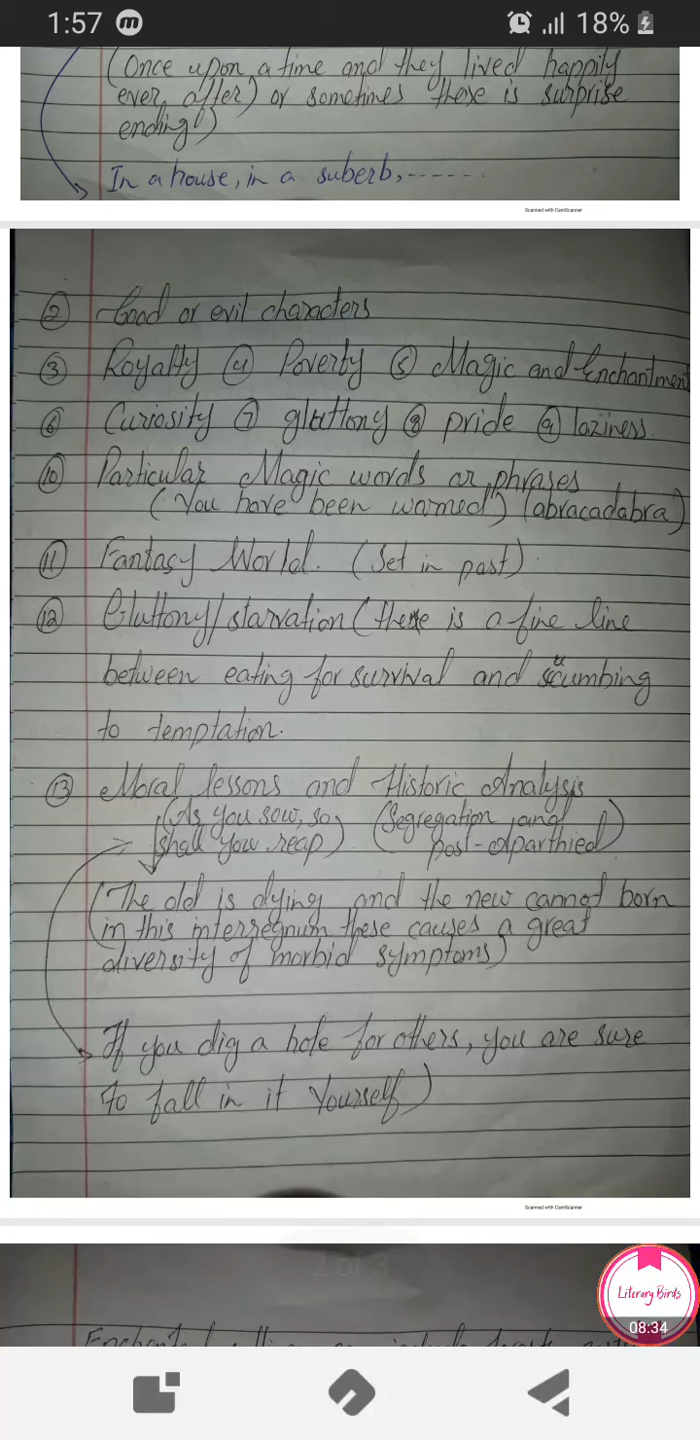 1:57 m 18%
(Once upon a time and they lived happily
ever after) or sometimes there is surprise
ending!)
In a house, in a suberb,-------
Scanned with CamScanner
② Good or evil characters
③ Royalty ④ Poverty ⑤ Magic and Enchantment
⑥ Curiosity ⑦ gluttony ⑧ pride ⑨ laziness
⑩ Particular Magic words or phrases
(You have been warned) (abracadabra)
⑪ Fantasy World. (Set in past)
⑫ Gluttony/starvation (there is a fine line
between eating for survival and scumbing
to temptation.
⑬ Moral lessons and Historic Analysis
(As you sow, so (Segregation and
shall you reap) post-Aparthied)
(The old is dying and the new cannot born
in this interregnum these causes a great
diversity of morbid symptoms)
If you dig a hole for others, you are sure
to fall in it Yourself)
Scanned with CamScanner
2 of 3
Literary Birds
08:34